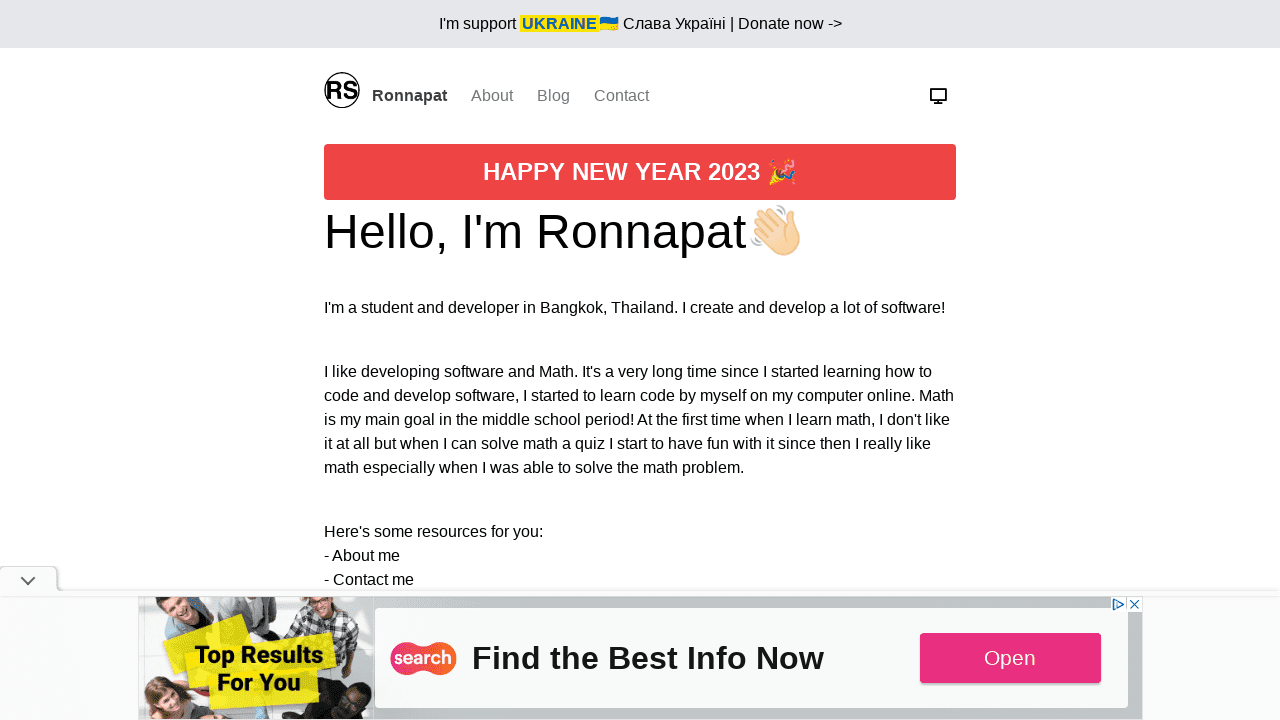 I'm support UKRAINE🇺🇦 Слава Україні | Donate now ->
RS Ronnapat About Blog Contact
HAPPY NEW YEAR 2023 🎉
Hello, I'm Ronnapat👋🏻
I'm a student and developer in Bangkok, Thailand. I create and develop a lot of software!
I like developing software and Math. It's a very long time since I started learning how to
code and develop software, I started to learn code by myself on my computer online. Math
is my main goal in the middle school period! At the first time when I learn math, I don't like
it at all but when I can solve math a quiz I start to have fun with it since then I really like
math especially when I was able to solve the math problem.
Here's some resources for you:
- About me
- Contact me
Top Results
For You
search
Find the Best Info Now
Open